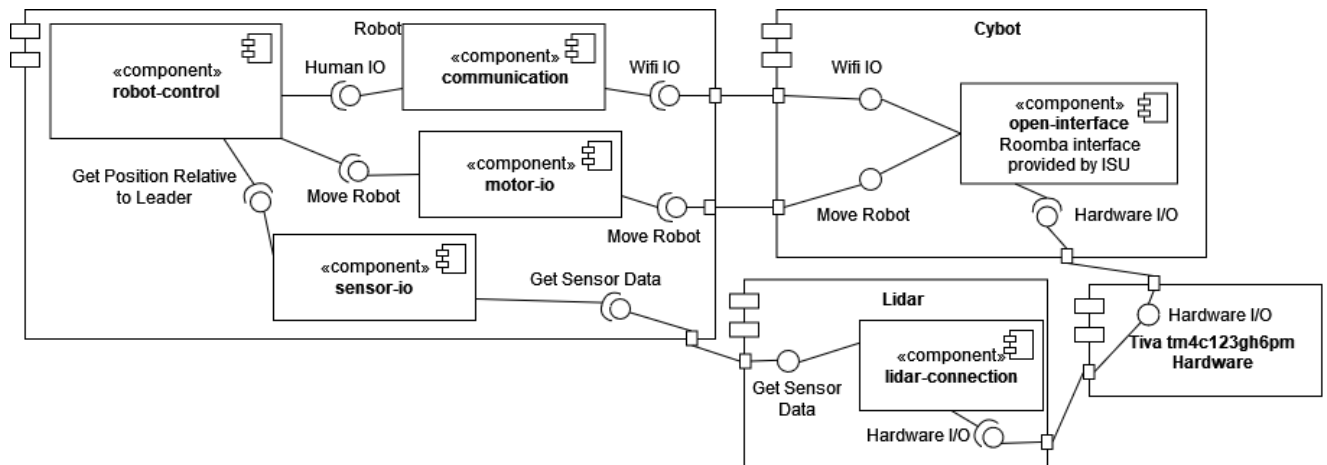 Robot
«component»
robot-control
Human IO
«component»
communication
Wifi IO
Get Position Relative
to Leader
Move Robot
«component»
motor-io
Move Robot
«component»
sensor-io
Get Sensor Data
Cybot
Wifi IO
«component»
open-interface
Roomba interface
provided by ISU
Move Robot
Hardware I/O
Lidar
«component»
lidar-connection
Get Sensor
Data
Hardware I/O
Hardware I/O
Tiva tm4c123gh6pm
Hardware